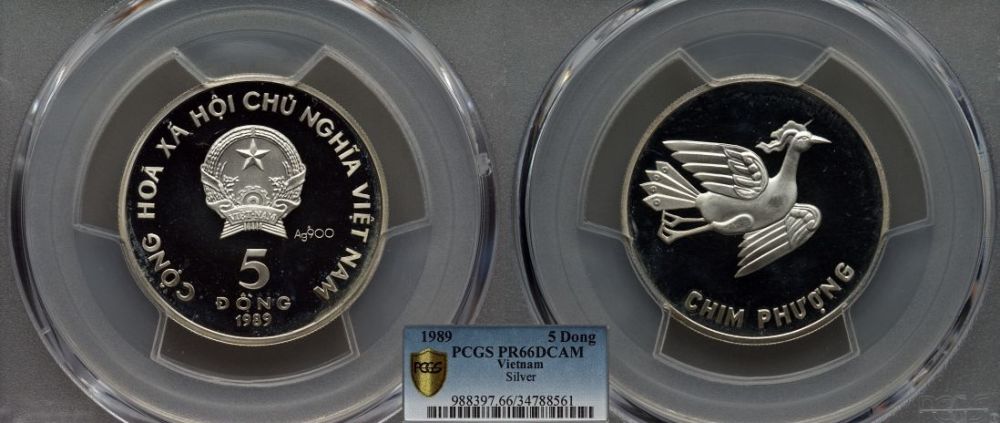 CỘNG HOÀ XÃ HỘI CHỦ NGHĨA VIỆT NAM
VIỆT-NAM
Ag900
5
ĐỒNG
1989
CHIM PHƯỢNG
1989 5 Dong
PCGS PR66DCAM
Vietnam
Silver
PCGS
988397.66/34788561